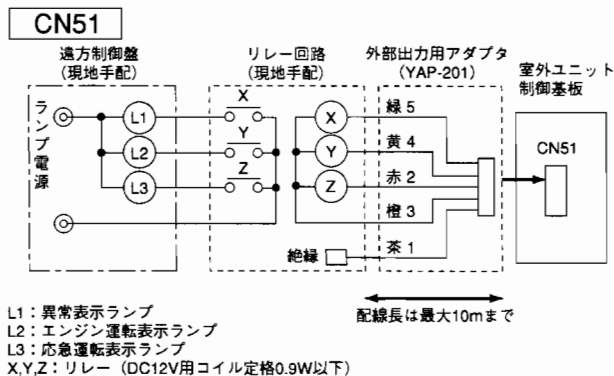 CN51
遠方制御盤
(現地手配)
リレー回路
(現地手配)
外部出力用アダプタ
(YAP-201)
室外ユニット
制御基板
ランプ電源
L1
L2
L3
X
Y
Z
X
Y
Z
緑 5
黄 4
赤 2
橙 3
茶 1
絶縁
CN51
配線長は最大10mまで
L1：異常表示ランプ
L2：エンジン運転表示ランプ
L3：応急運転表示ランプ
X,Y,Z：リレー（DC12V用コイル定格0.9W以下）